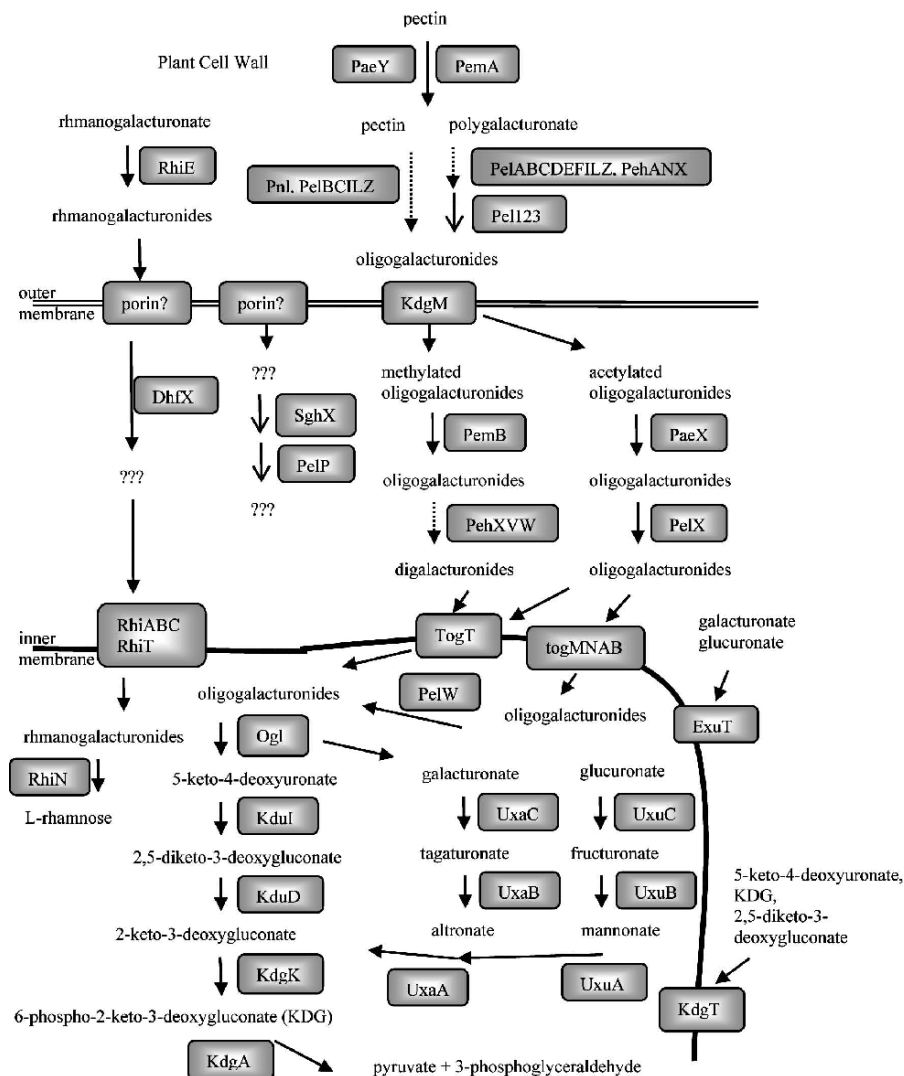 pectin
Plant Cell Wall
PaeY
PemA
rhmanogalacturonate
pectin
polygalacturonate
RhiE
Pnl, PelBCILZ
PelABCDEFILZ, PehANX
Pel123
rhmanogalacturonides
oligogalacturonides
outer
membrane
porin?
porin?
KdgM
DhfX
???
SghX
PelP
???
???
methylated
oligogalacturonides
acetylated
oligogalacturonides
PemB
PaeX
oligogalacturonides
oligogalacturonides
PehXVW
PelX
digalacturonides
oligogalacturonides
inner
membrane
RhiABC
RhiT
TogT
togMNAB
galacturonate
glucuronate
ExuT
PelW
oligogalacturonides
oligogalacturonides
rhmanogalacturonides
Ogl
RhiN
L-rhamnose
5-keto-4-deoxyuronate
galacturonate
glucuronate
KduI
UxaC
UxuC
2,5-diketo-3-deoxygluconate
tagaturonate
fructuronate
KduD
UxaB
UxuB
5-keto-4-deoxyuronate,
KDG,
2,5-diketo-3-
deoxygluconate
2-keto-3-deoxygluconate
altronate
mannonate
KdgK
UxaA
UxuA
KdgT
6-phospho-2-keto-3-deoxygluconate (KDG)
KdgA
pyruvate + 3-phosphoglyceraldehyde